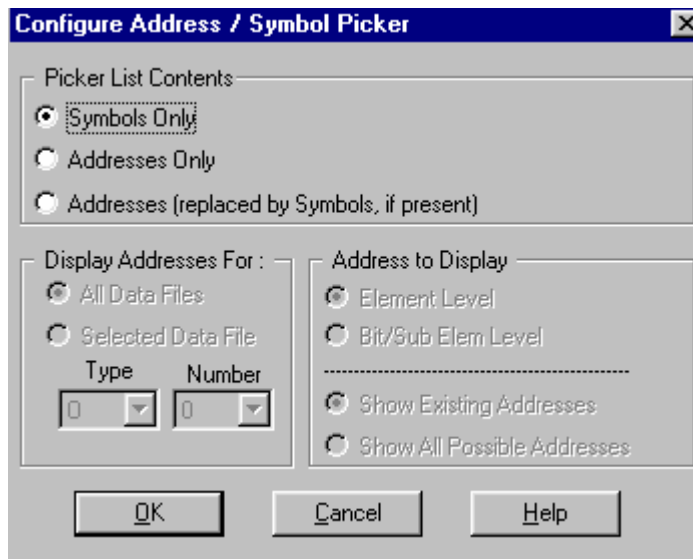 Configure Address / Symbol Picker
Picker List Contents
Symbols Only
Addresses Only
Addresses (replaced by Symbols, if present)
Display Addresses For :
All Data Files
Selected Data File
Type Number
O 0
Address to Display
Element Level
Bit/Sub Elem Level
Show Existing Addresses
Show All Possible Addresses
OK Cancel Help